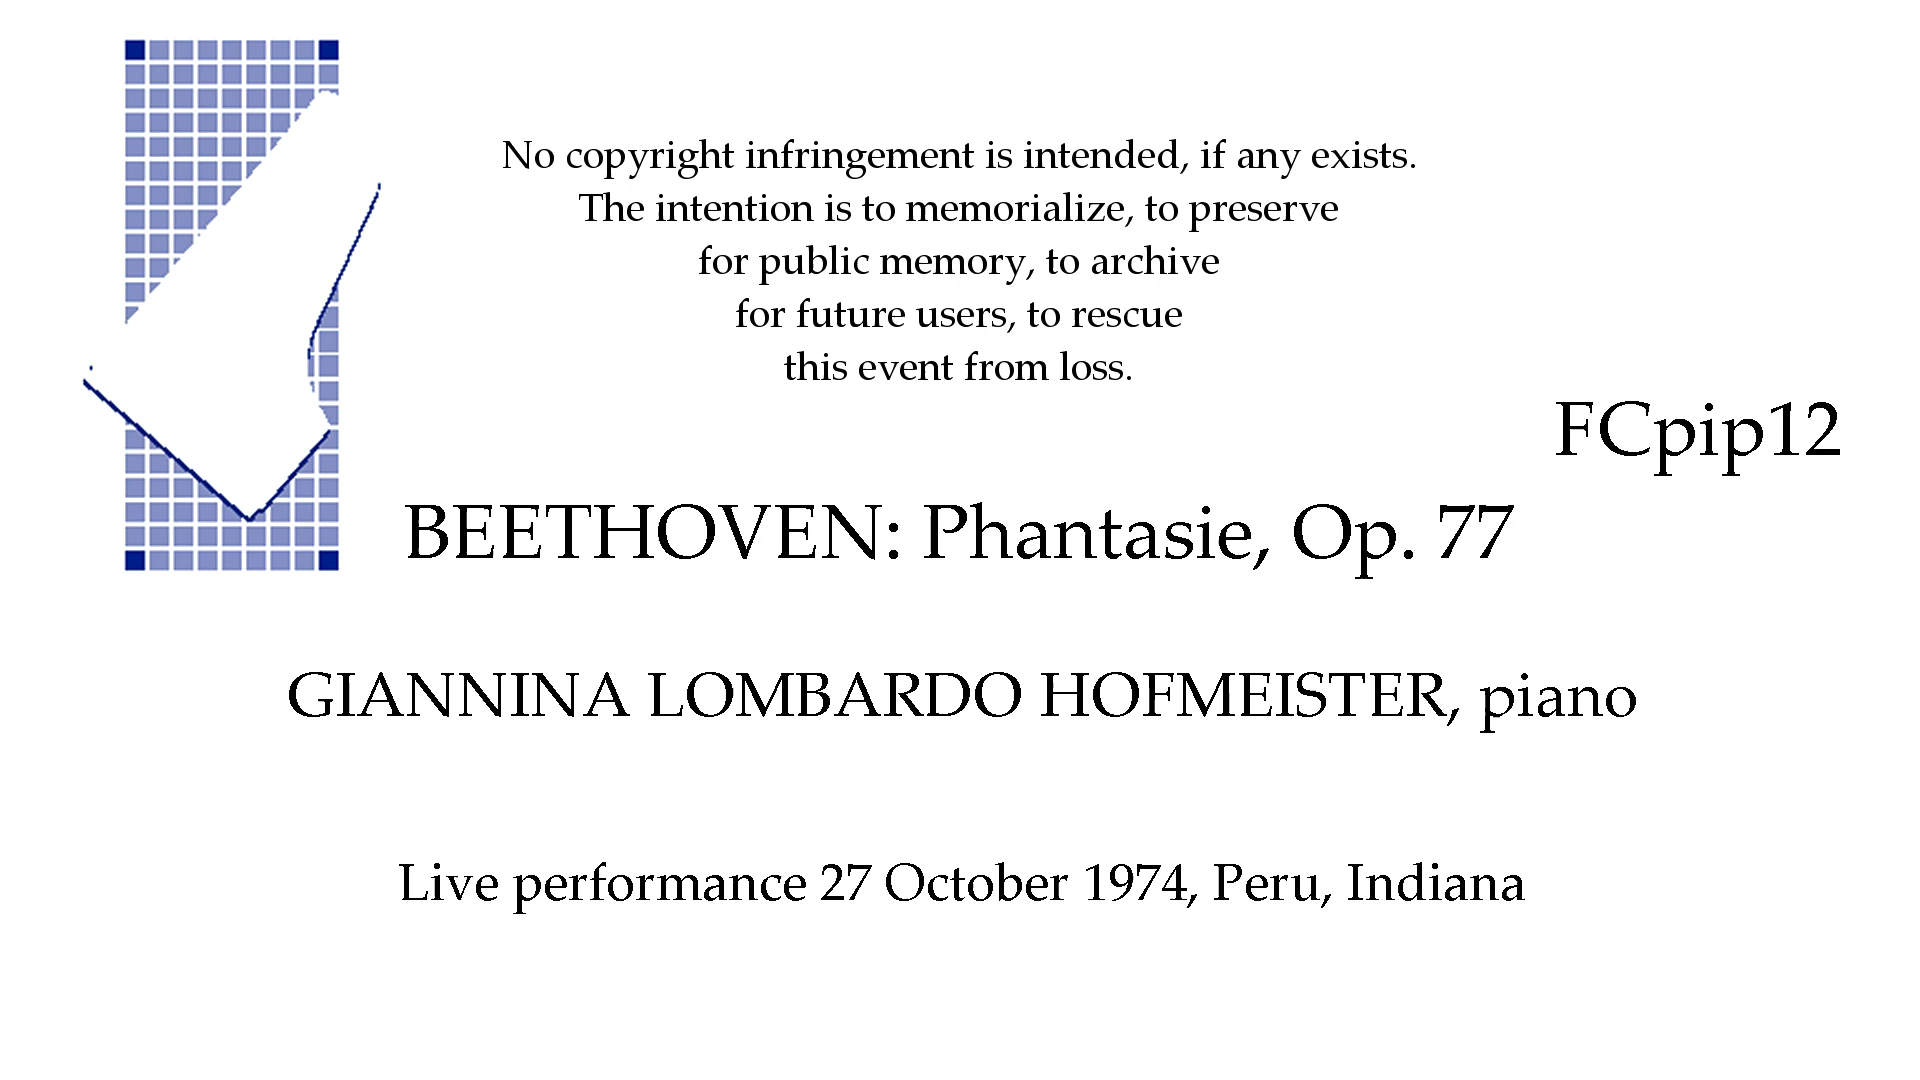 No copyright infringement is intended, if any exists.
The intention is to memorialize, to preserve
for public memory, to archive
for future users, to rescue
this event from loss.
FCpip12
BEETHOVEN: Phantasie, Op. 77
GIANNINA LOMBARDO HOFMEISTER, piano
Live performance 27 October 1974, Peru, Indiana